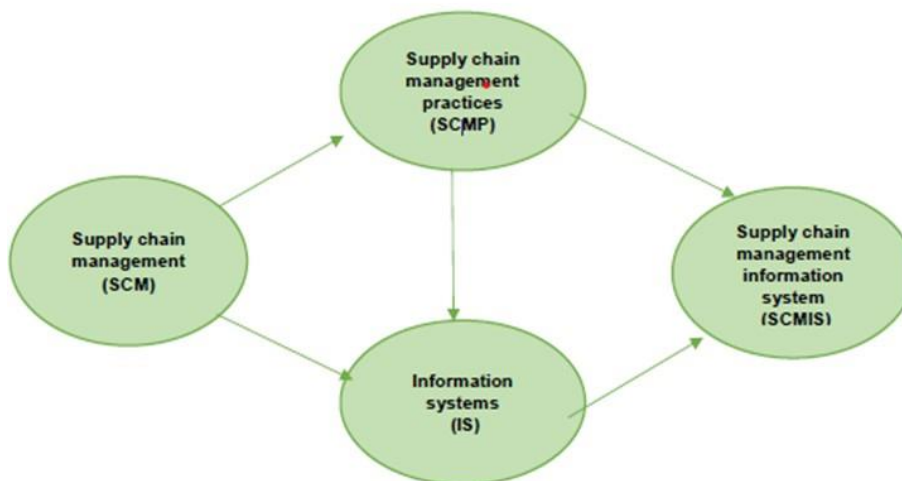 Supply chain
management
practices
(SCMP)
Supply chain
management
(SCM)
Supply chain
management
information
system
(SCMIS)
Information
systems
(IS)